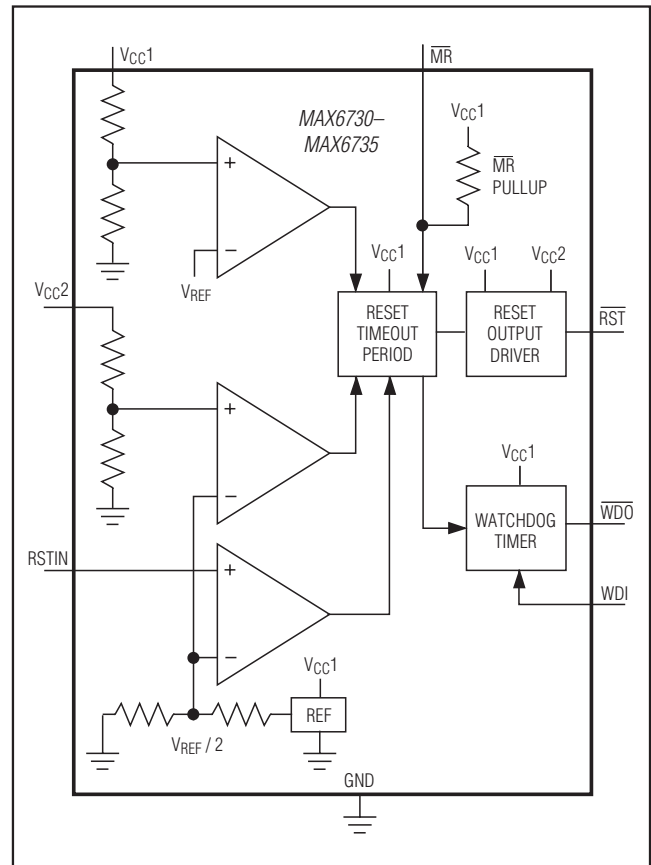 VCC1
MR
MAX6730–
MAX6735
VCC1
MR
PULLUP
+
−
VREF
VCC2
VCC1
VCC1
VCC2
RESET
TIMEOUT
PERIOD
RESET
OUTPUT
DRIVER
RST
+
−
VCC1
WATCHDOG
TIMER
WDO
WDI
RSTIN
+
−
VCC1
REF
VREF / 2
GND